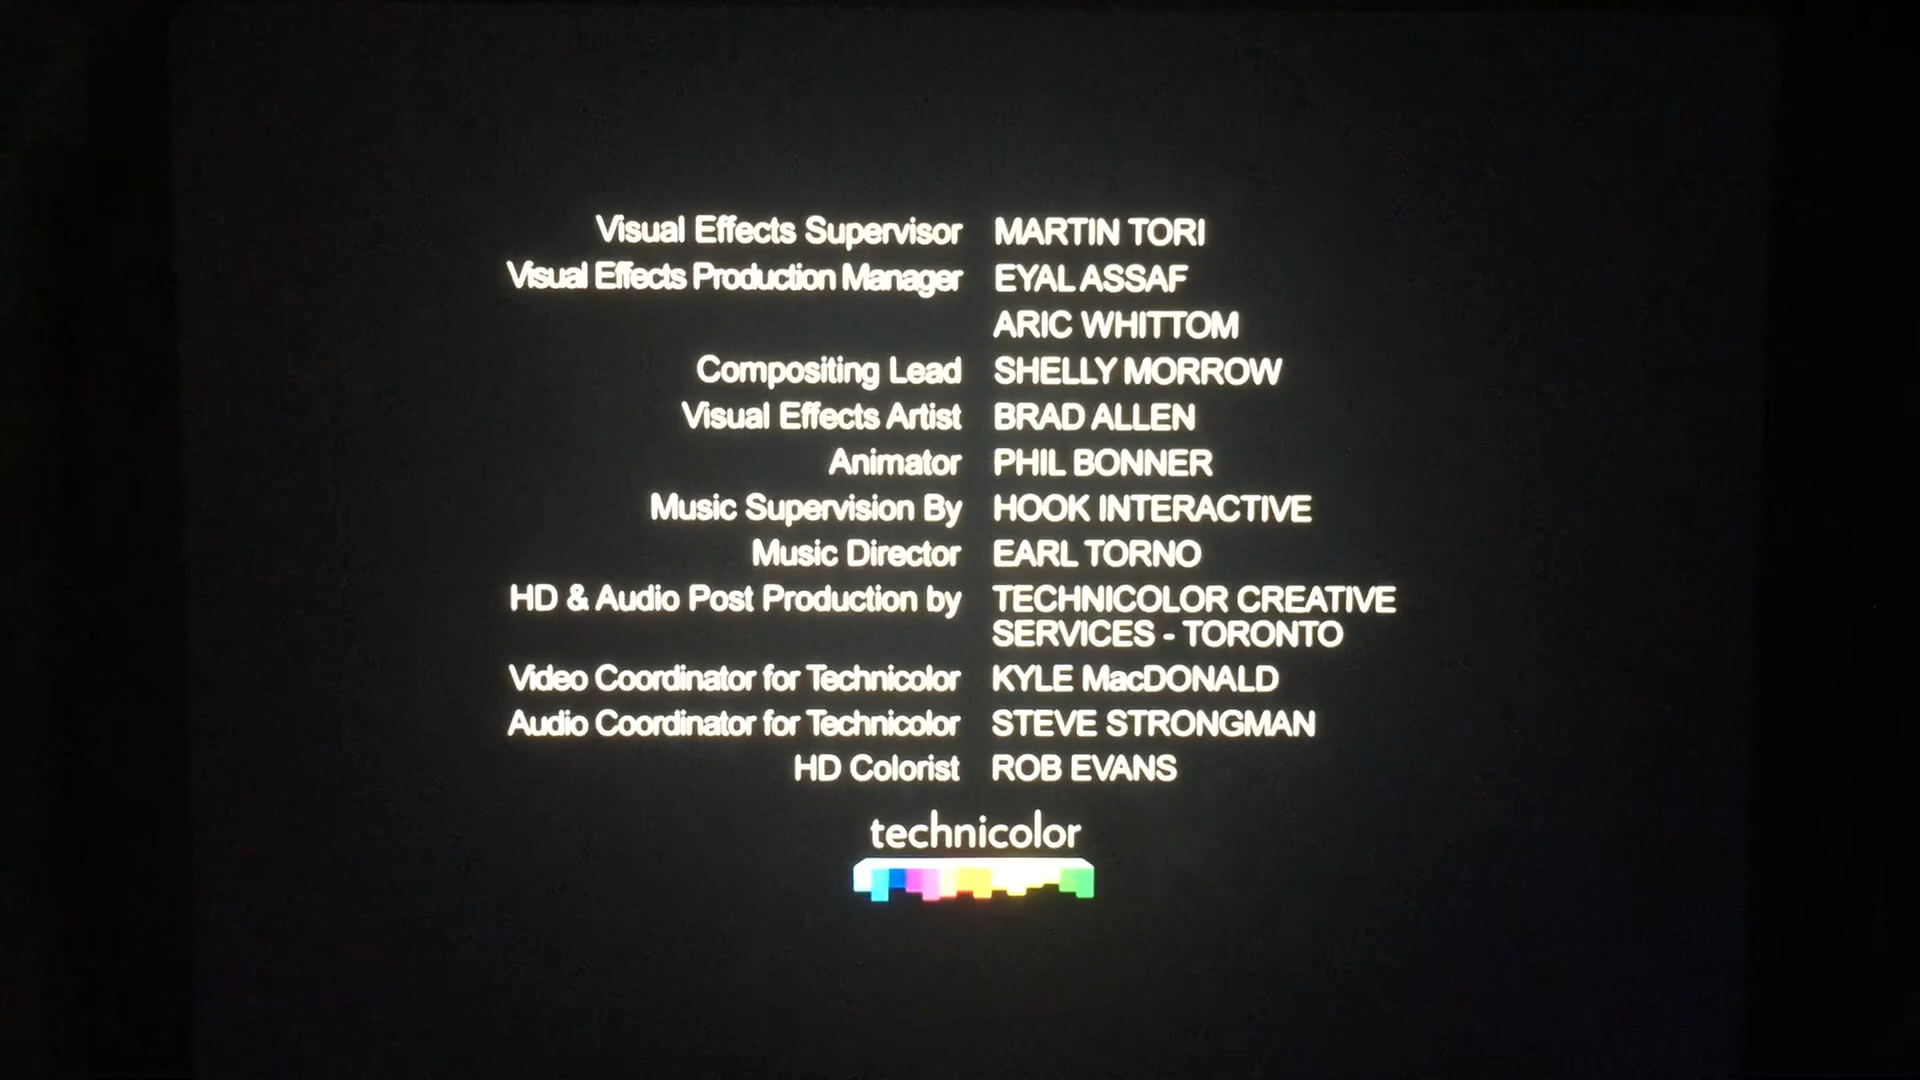 Visual Effects Supervisor MARTIN TORI
Visual Effects Production Manager EYAL ASSAF
ARIC WHITTOM
Compositing Lead SHELLY MORROW
Visual Effects Artist BRAD ALLEN
Animator PHIL BONNER
Music Supervision By HOOK INTERACTIVE
Music Director EARL TORNO
HD & Audio Post Production by TECHNICOLOR CREATIVE
SERVICES - TORONTO
Video Coordinator for Technicolor KYLE MacDONALD
Audio Coordinator for Technicolor STEVE STRONGMAN
HD Colorist ROB EVANS
technicolor